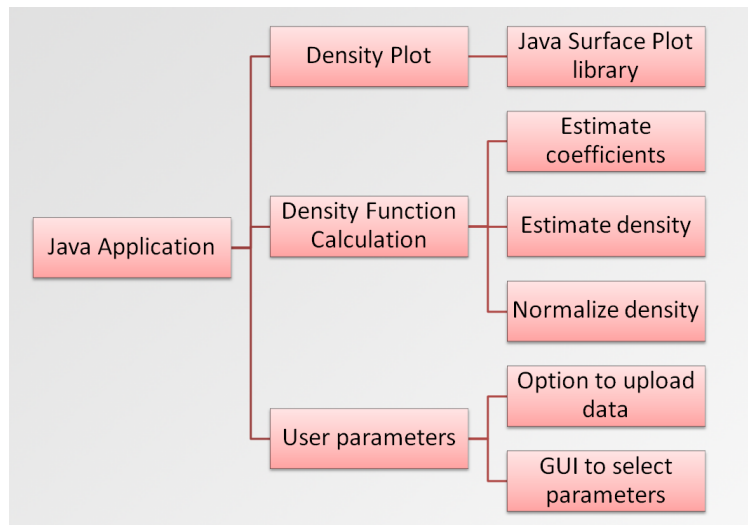 Java Application
Density Plot
Java Surface Plot
library
Density Function
Calculation
Estimate
coefficients
Estimate density
Normalize density
User parameters
Option to upload
data
GUI to select
parameters